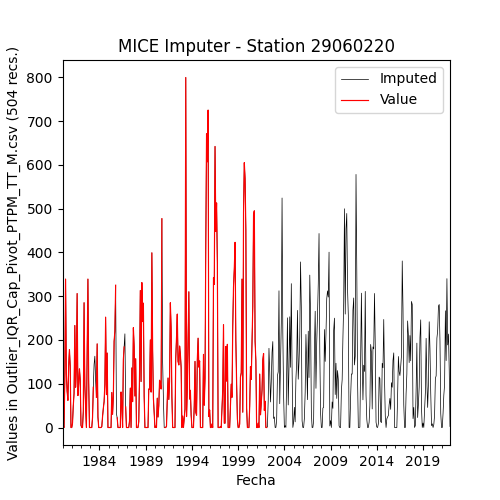 MICE Imputer - Station 29060220
Values in Outlier_IQR_Cap_Pivot_PTPM_TT_M.csv (504 recs.)
800
700
600
500
400
300
200
100
0
Imputed
Value
1984 1989 1994 1999 2004 2009 2014 2019
Fecha